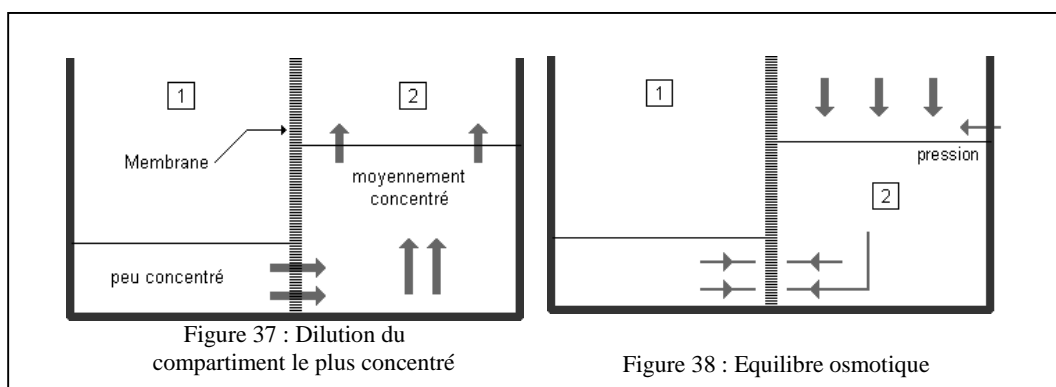 1
2
Membrane
moyennement
concentré
peu concentré
Figure 37 : Dilution du
compartiment le plus concentré
1
pression
2
Figure 38 : Equilibre osmotique